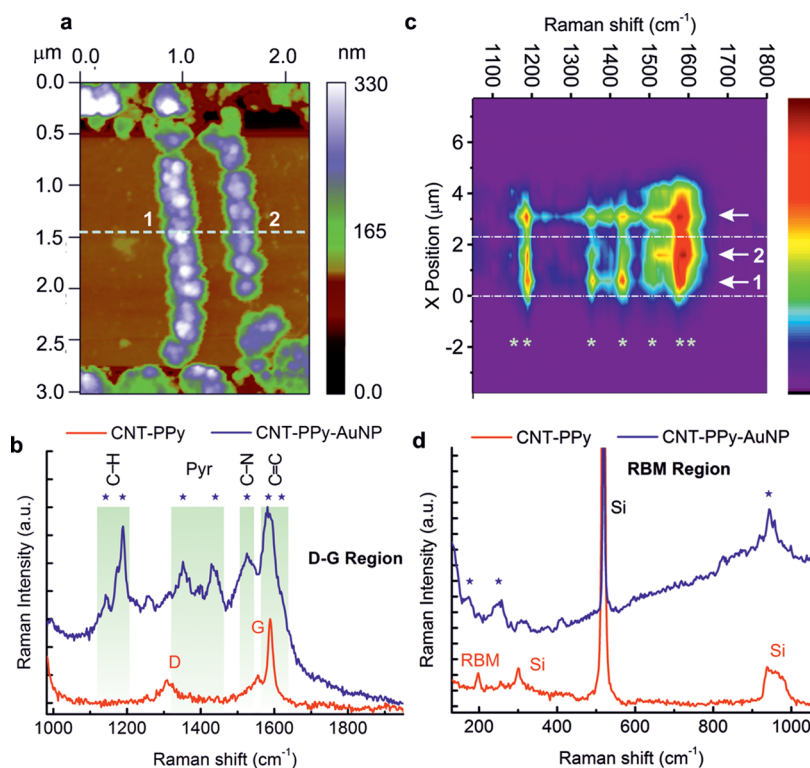 a
μm 0.0 1.0 2.0 nm
0.0
0.5
1.0
1.5
2.0
2.5
3.0
1
2
330
165
0.0
c
Raman shift (cm-1)
1100
1200
1300
1400
1500
1600
1700
1800
X Position (μm)
6
4
2
0
-2
2
1
* * * * * * *
b
CNT-PPy CNT-PPy-AuNP
C–H
Pyr
C–N
C=C
D-G Region
D
G
Raman Intensity (a.u.)
1000 1200 1400 1600 1800
Raman shift (cm-1)
d
CNT-PPy CNT-PPy-AuNP
RBM Region
Si
RBM
Si
Si
Raman Intensity (a.u.)
200 400 600 800 1000
Raman shift (cm-1)